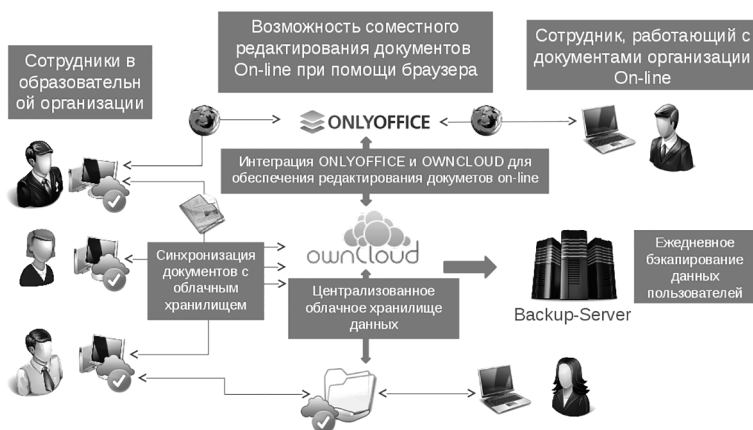 Возможность соместного
редактирования документов
On-line при помощи браузера
Сотрудники в
образовательн
ой организации
Сотрудник, работающий с
документами организации
On-line
ONLYOFFICE
Интеграция ONLYOFFICE и OWNCLOUD для
обеспечения редактирования докуметов on-line
ownCloud
Синхронизация
документов с
облачным
хранилищем
Ежедневное
бэкапирование
данных
пользователей
Централизованное
облачное хранилище
данных
Backup-Server